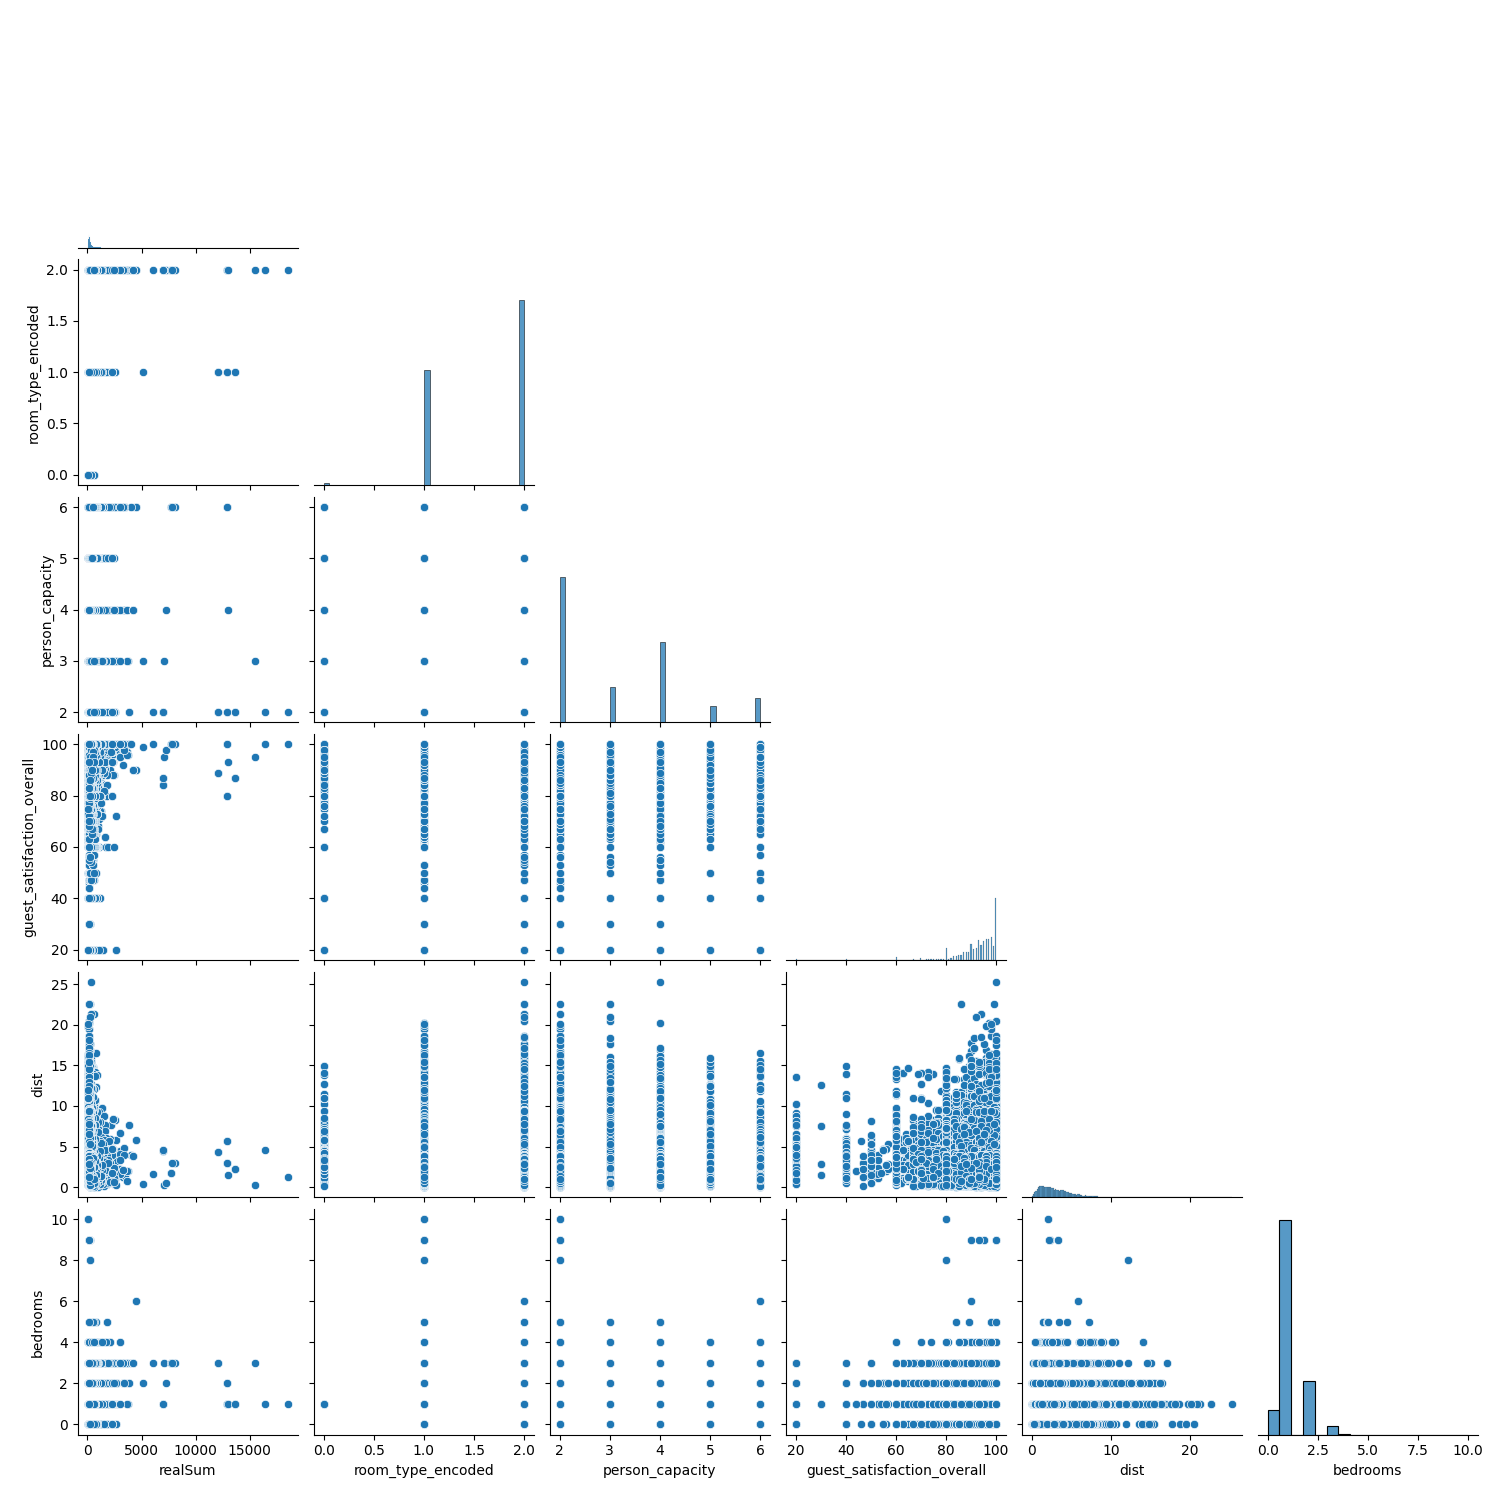 2.0
1.5
1.0
0.5
0.0
room_type_encoded
6
5
4
3
2
person_capacity
100
80
60
40
20
guest_satisfaction_overall
25
20
15
10
5
0
dist
10
8
6
4
2
0
bedrooms
0 5000 10000 15000
0.0 0.5 1.0 1.5 2.0
2 3 4 5 6
20 40 60 80 100
0 10 20
0.0 2.5 5.0 7.5 10.0
realSum
room_type_encoded
person_capacity
guest_satisfaction_overall
dist
bedrooms